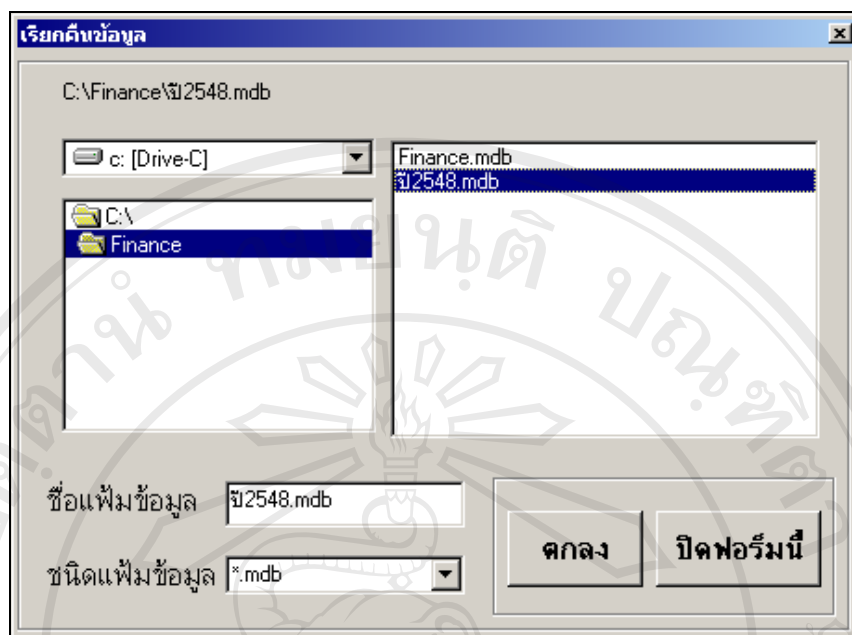 เรียกคืนข้อมูล
C:\Finance\ปี2548.mdb
c: [Drive-C]
Finance.mdb
ปี2548.mdb
C:\
Finance
ชื่อแฟ้มข้อมูล ปี2548.mdb
ตกลง ปิดฟอร์มนี้
ชนิดแฟ้มข้อมูล *.mdb